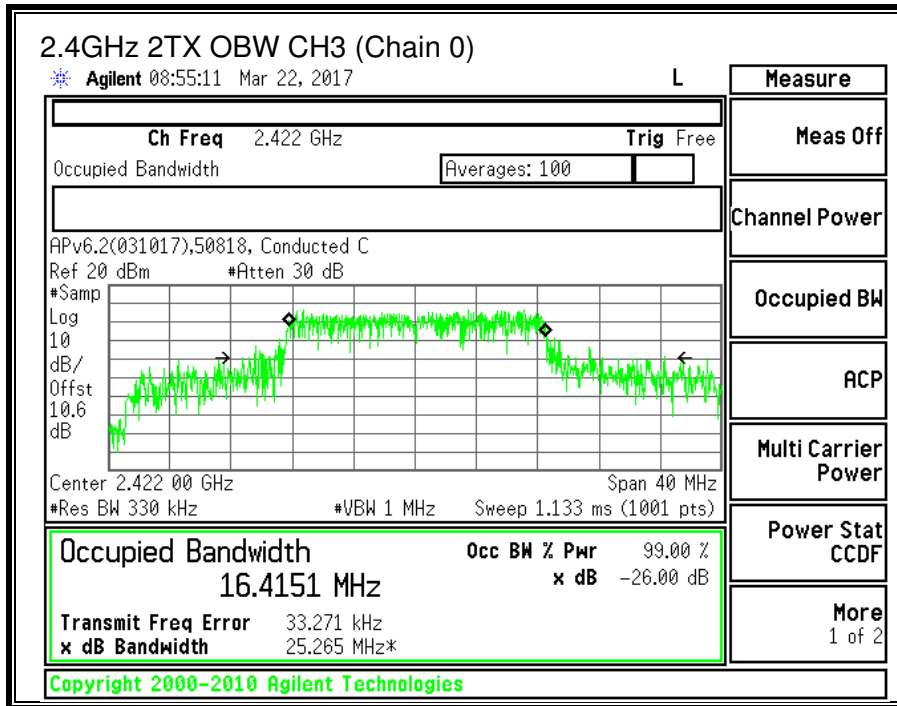 2.4GHz 2TX OBW CH3 (Chain 0)
Agilent 08:55:11 Mar 22, 2017 L
Measure
Ch Freq 2.422 GHz Trig Free
Meas Off
Occupied Bandwidth Averages: 100
Channel Power
APv6.2(031017),50818, Conducted C
Ref 20 dBm #Atten 30 dB
#Samp
Log
10
dB/
Offst
10.6
dB
Occupied BW
ACP
Multi Carrier
Power
Center 2.422 00 GHz Span 40 MHz
#Res BW 330 kHz #VBW 1 MHz Sweep 1.133 ms (1001 pts)
Power Stat
CCDF
Occupied Bandwidth Occ BW % Pwr 99.00 %
16.4151 MHz x dB -26.00 dB
Transmit Freq Error 33.271 kHz
x dB Bandwidth 25.265 MHz*
More
1 of 2
Copyright 2000-2010 Agilent Technologies